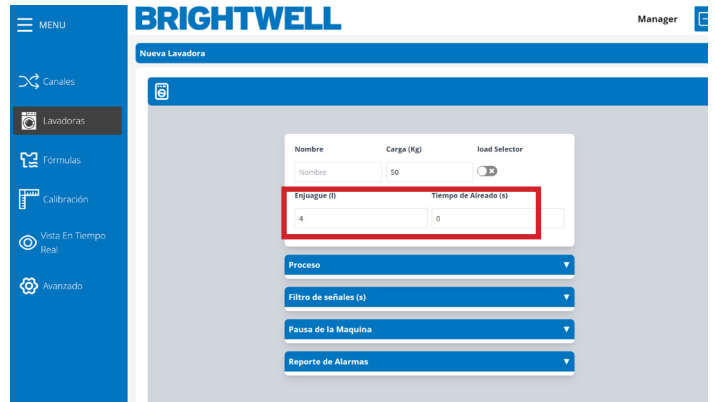 MENU
BRIGHTWELL
Manager
Nueva Lavadora
Canales
Lavadoras
Fórmulas
Calibración
Vista En Tiempo
Real
Avanzado
Nombre Carga (Kg) load Selector
Nombre 50
Enjuague (l) Tiempo de Aireado (s)
4 0
Proceso
Filtro de señales (s)
Pausa de la Maquina
Reporte de Alarmas